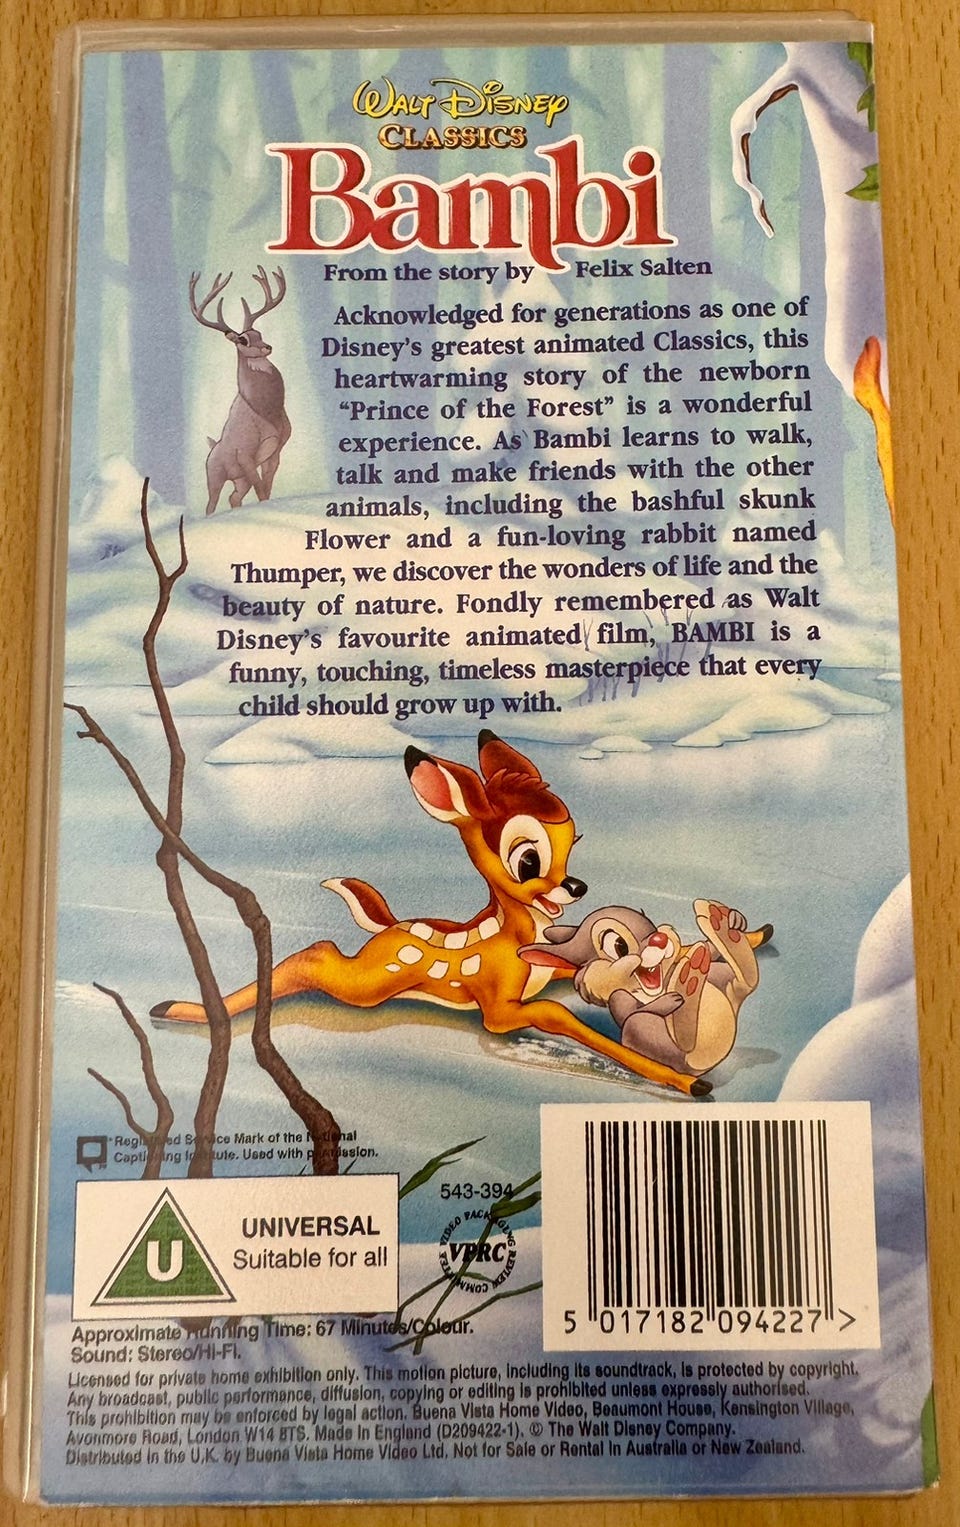 WALT DISNEY
CLASSICS
Bambi
From the story by Felix Salten
Acknowledged for generations as one of
Disney's greatest animated Classics, this
heartwarming story of the newborn
“Prince of the Forest” is a wonderful
experience. As Bambi learns to walk,
talk and make friends with the other
animals, including the bashful skunk
Flower and a fun-loving rabbit named
Thumper, we discover the wonders of life and the
beauty of nature. Fondly remembered as Walt
Disney's favourite animated film, BAMBI is a
funny, touching, timeless masterpiece that every
child should grow up with.
Registered Service Mark of the National
Captioning Institute. Used with permission.
U
UNIVERSAL
Suitable for all
543-394
VIDEO PACKAGING REVIEW COMMITTEE
VPRC
5 017182 094227 >
Approximate Running Time: 67 Minutes/Colour.
Sound: Stereo/Hi-Fi.
Licensed for private home exhibition only. This motion picture, including its soundtrack, is protected by copyright.
Any broadcast, public performance, diffusion, copying or editing is prohibited unless expressly authorised.
This prohibition may be enforced by legal action. Buena Vista Home Video, Beaumont House, Kensington Village,
Avonmore Road, London W14 8TS. Made in England (D209422-1). © The Walt Disney Company.
Distributed in the U.K. by Buena Vista Home Video Ltd. Not for Sale or Rental in Australia or New Zealand.